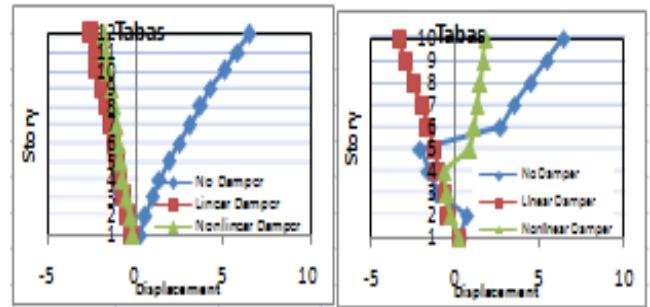 Tabas
12
11
10
9
8
7
6
5
4
3
2
1
Story
No Damper
Linear Damper
Nonlinear Damper
-5 0 5 10
Displacement
Tabas
10
9
8
7
6
5
4
3
2
1
Story
No Damper
Linear Damper
Nonlinear Damper
-5 0 5 10
Displacement